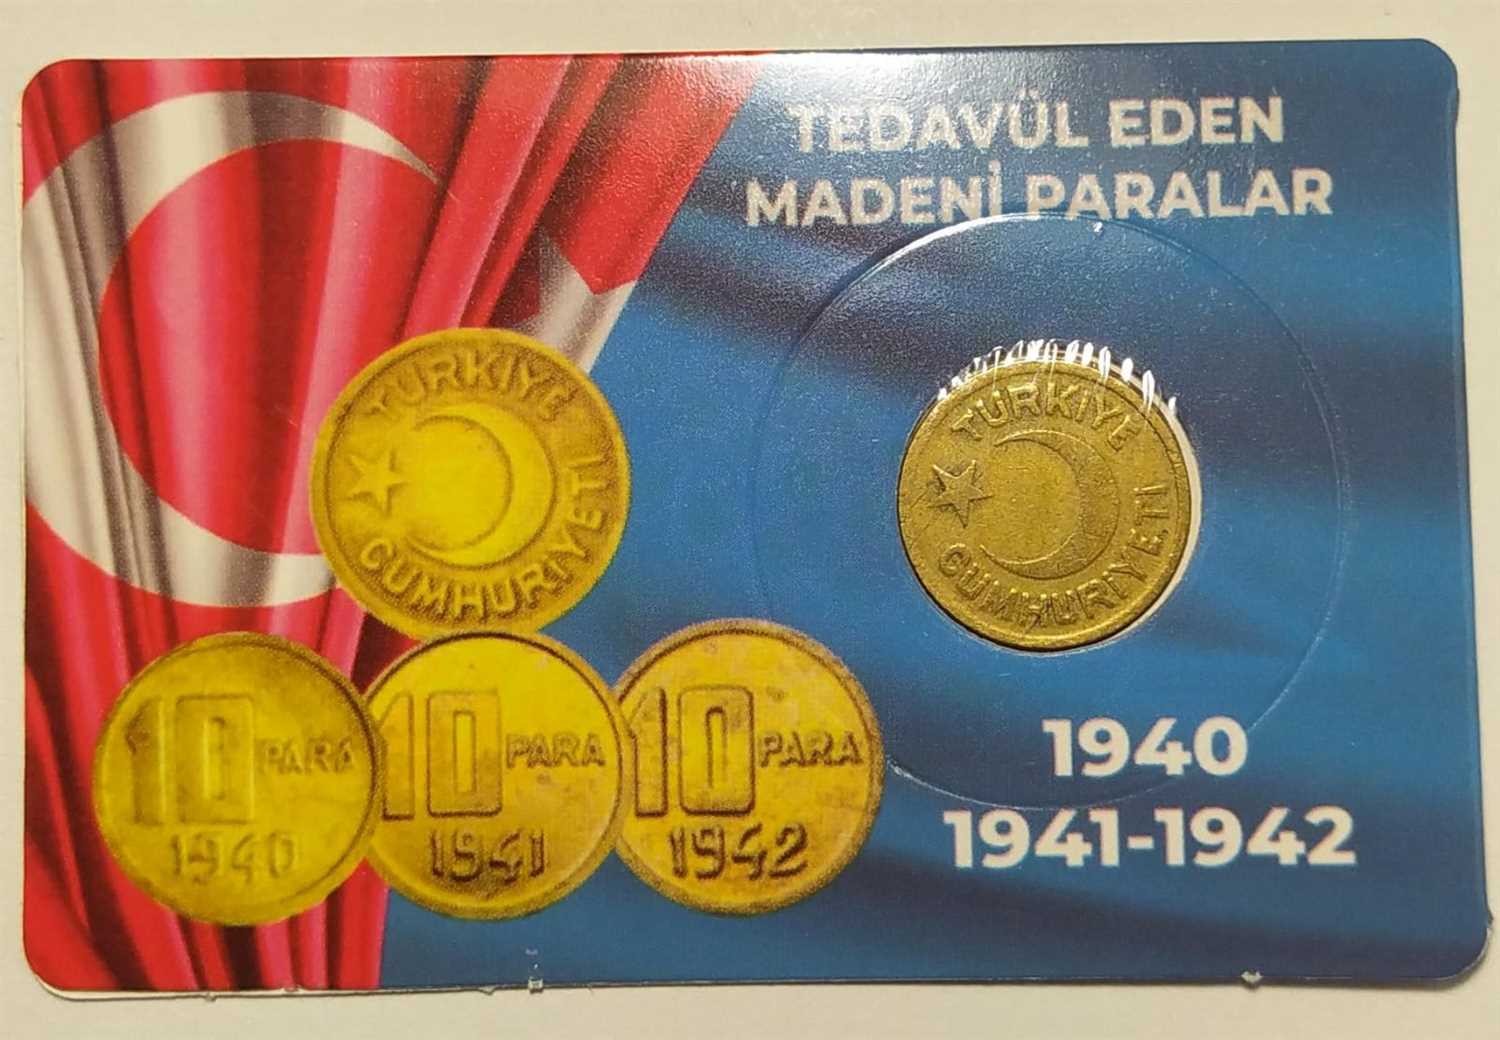 TEDAVÜL EDEN
MADENİ PARALAR
TÜRKİYE
CUMHURİYETİ
TÜRKİYE
CUMHURİYETİ
10 PARA
1940
10 PARA
1941
10 PARA
1942
1940
1941-1942